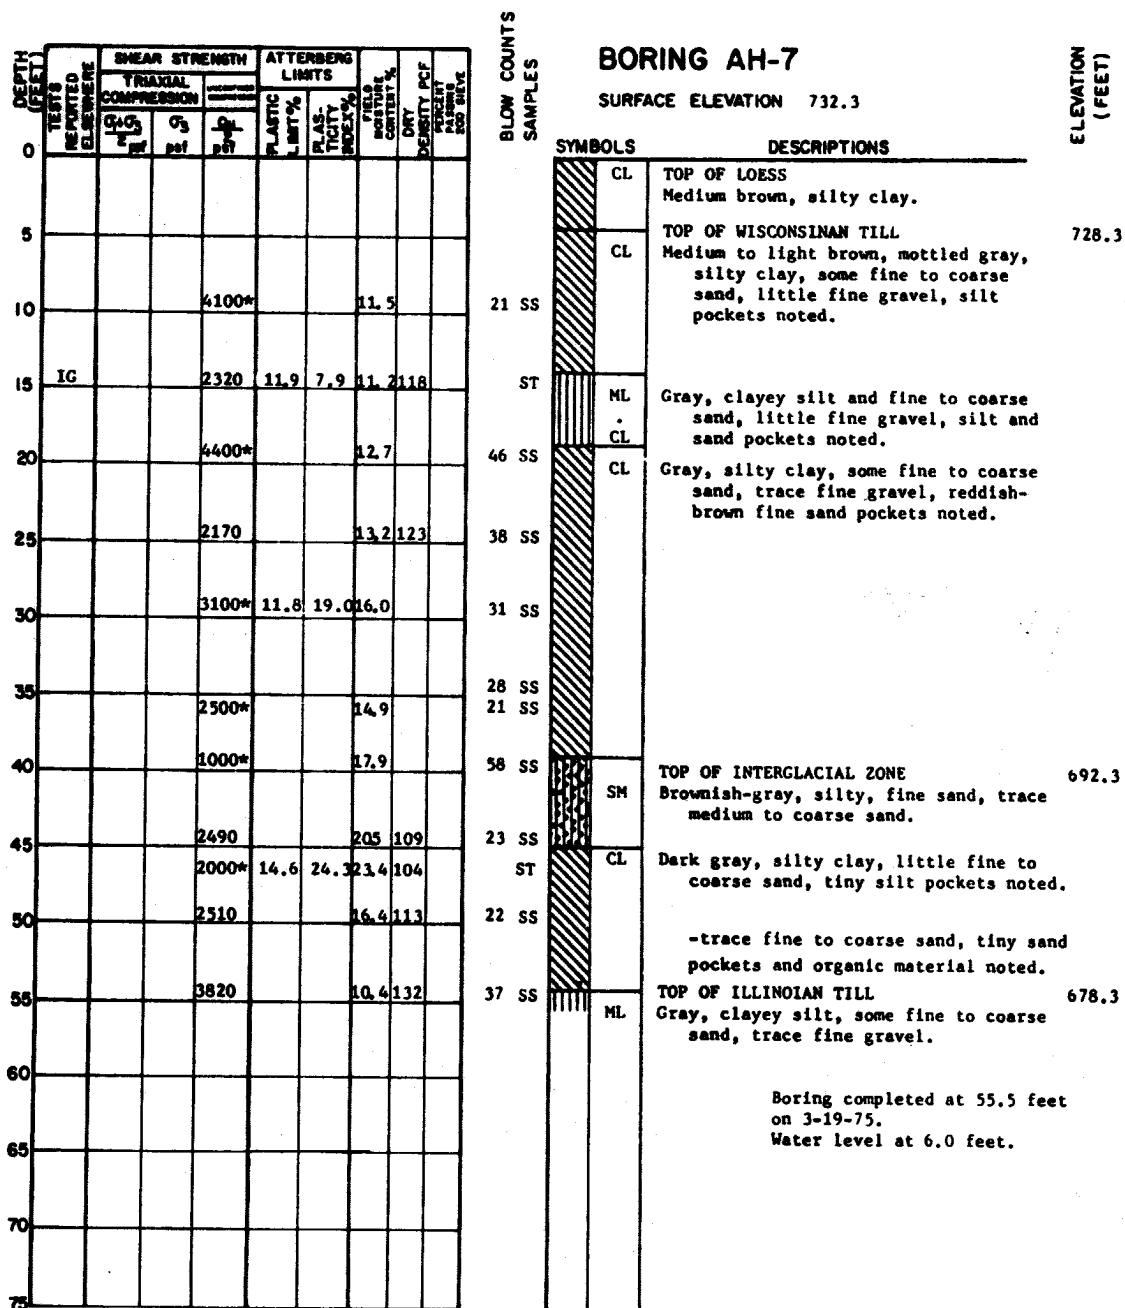 BORING AH-7
SURFACE ELEVATION 732.3
DEPTH (FEET)
TESTS REPORTED ELSEWHERE
SHEAR STRENGTH
TRIAXIAL COMPRESSION
psf
σ3 psf
psf
ATTERBERG LIMITS
PLASTIC LIMIT %
PLAS- TICITY INDEX %
FIELD MOISTURE CONTENT %
DRY DENSITY PCF
PERCENT PASSING 200 SIEVE
BLOW COUNTS
SAMPLES
SYMBOLS
DESCRIPTIONS
ELEVATION (FEET)
0
CL TOP OF LOESS
Medium brown, silty clay.
5
TOP OF WISCONSINAN TILL 728.3
CL Medium to light brown, mottled gray,
silty clay, some fine to coarse
sand, little fine gravel, silt
pockets noted.
10 4100* 11.5 21 SS
15 IG 2320 11.9 7.9 11.2 118 ST
ML Gray, clayey silt and fine to coarse
. sand, little fine gravel, silt and
CL sand pockets noted.
20 4400* 12.7 46 SS
CL Gray, silty clay, some fine to coarse
sand, trace fine gravel, reddish-
brown fine sand pockets noted.
25 2170 13.2 123 38 SS
30 3100* 11.8 19.0 16.0 31 SS
35 28 SS
2500* 14.9 21 SS
40 1000* 17.9 58 SS
TOP OF INTERGLACIAL ZONE 692.3
SM Brownish-gray, silty, fine sand, trace
medium to coarse sand.
45 2490 205 109 23 SS
CL Dark gray, silty clay, little fine to
coarse sand, tiny silt pockets noted.
2000* 14.6 24.3 23.4 104 ST
50 2510 16.4 113 22 SS
-trace fine to coarse sand, tiny sand
pockets and organic material noted.
55 3820 10.4 132 37 SS
TOP OF ILLINOIAN TILL 678.3
ML Gray, clayey silt, some fine to coarse
sand, trace fine gravel.
60
Boring completed at 55.5 feet
on 3-19-75.
Water level at 6.0 feet.
65
70
75